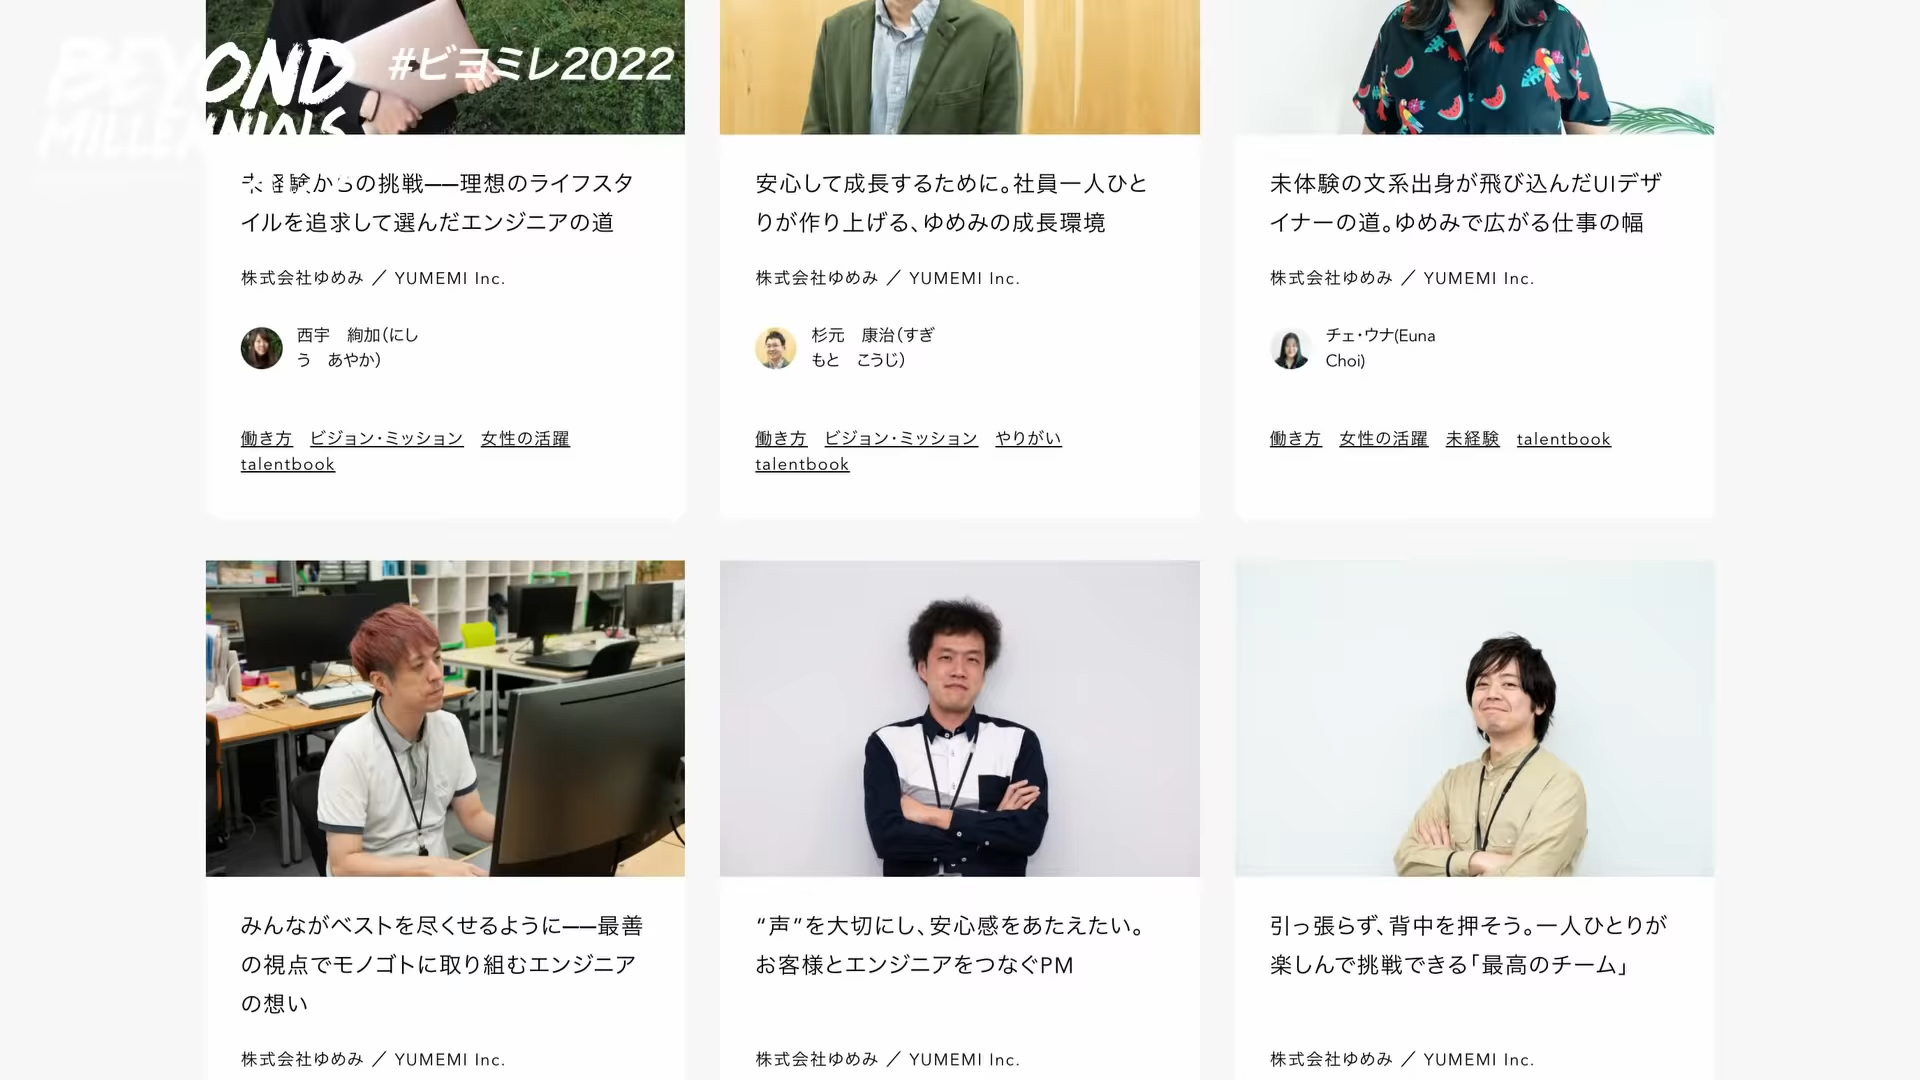 BEYOND
MILLENNIALS
#ビヨミレ2022
未経験からの挑戦——理想のライフスタ
イルを追求して選んだエンジニアの道
株式会社ゆめみ ／ YUMEMI Inc.
西宇　絢加(にし
う　あやか)
働き方　ビジョン・ミッション　女性の活躍
talentbook
安心して成長するために。社員一人ひと
りが作り上げる、ゆめみの成長環境
株式会社ゆめみ ／ YUMEMI Inc.
杉元　康治(すぎ
もと　こうじ)
働き方　ビジョン・ミッション　やりがい
talentbook
未体験の文系出身が飛び込んだUIデザ
イナーの道。ゆめみで広がる仕事の幅
株式会社ゆめみ ／ YUMEMI Inc.
チェ・ウナ(Euna
Choi)
働き方　女性の活躍　未経験　talentbook
みんながベストを尽くせるように——最善
の視点でモノゴトに取り組むエンジニア
の想い
株式会社ゆめみ ／ YUMEMI Inc.
“声”を大切にし、安心感をあたえたい。
お客様とエンジニアをつなぐPM
株式会社ゆめみ ／ YUMEMI Inc.
引っ張らず、背中を押そう。一人ひとりが
楽しんで挑戦できる「最高のチーム」
株式会社ゆめみ ／ YUMEMI Inc.